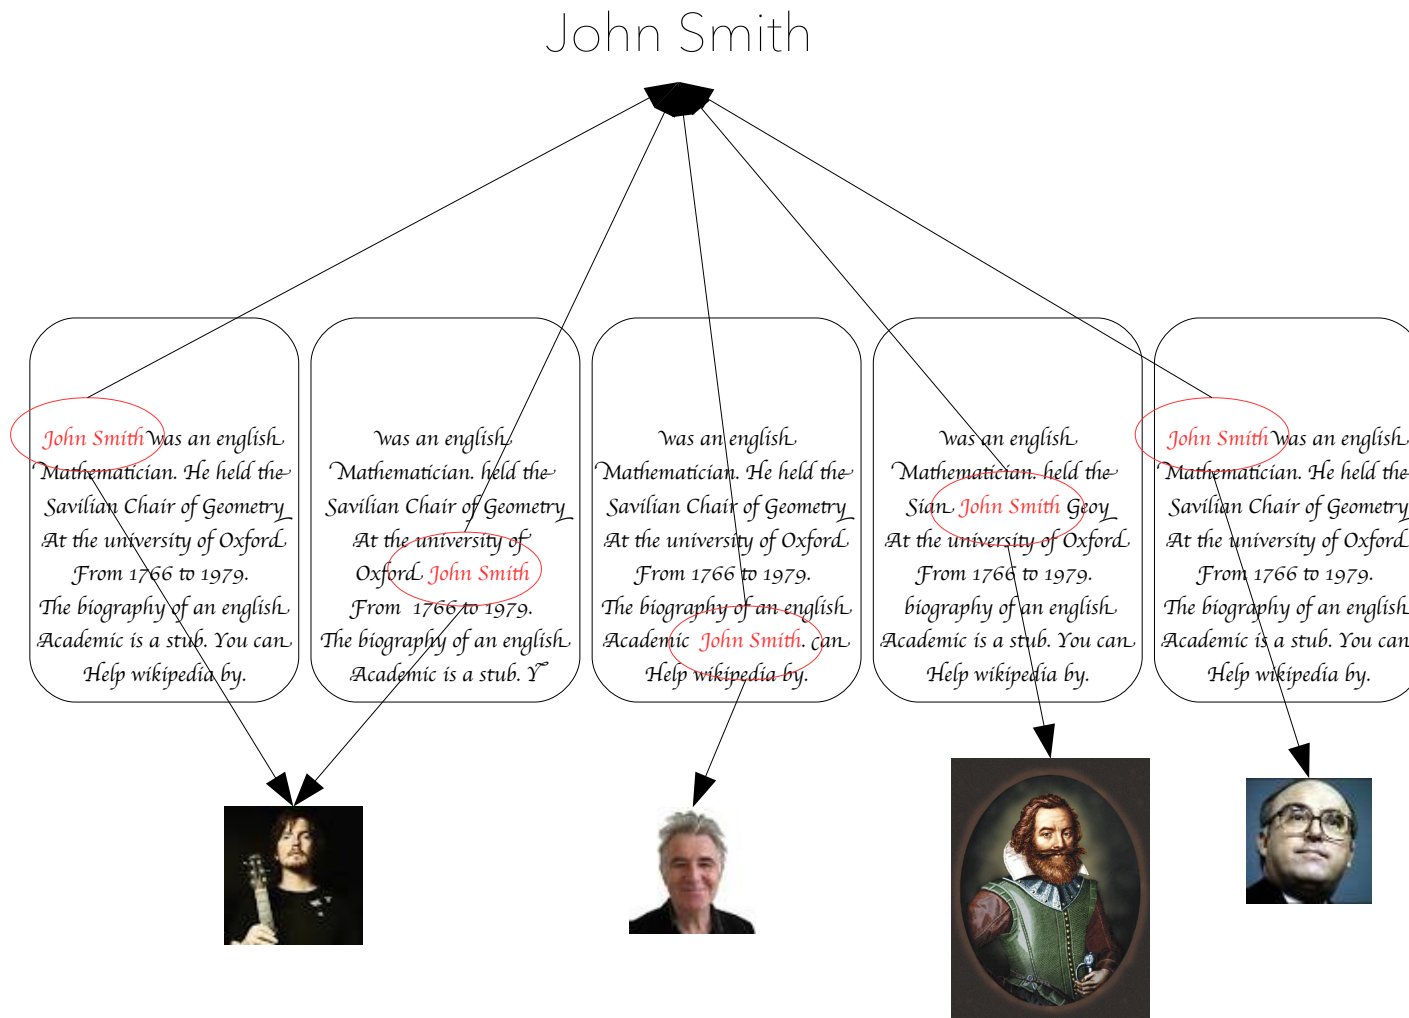 John Smith
John Smith was an english
Mathematician. He held the
Savilian Chair of Geometry
At the university of Oxford
From 1766 to 1979.
The biography of an english
Academic is a stub. You can
Help wikipedia by.
was an english
Mathematician. held the
Savilian Chair of Geometry
At the university of
Oxford John Smith
From 1766 to 1979.
The biography of an english
Academic is a stub. Y
was an english
Mathematician. He held the
Savilian Chair of Geometry
At the university of Oxford
From 1766 to 1979.
The biography of an english
Academic John Smith. can
Help wikipedia by.
was an english
Mathematician. held the
Sian John Smith Geoy
At the university of Oxford
From 1766 to 1979.
biography of an english
Academic is a stub. You can
Help wikipedia by.
John Smith was an english
Mathematician. He held the
Savilian Chair of Geometry
At the university of Oxford
From 1766 to 1979.
The biography of an english
Academic is a stub. You can
Help wikipedia by.